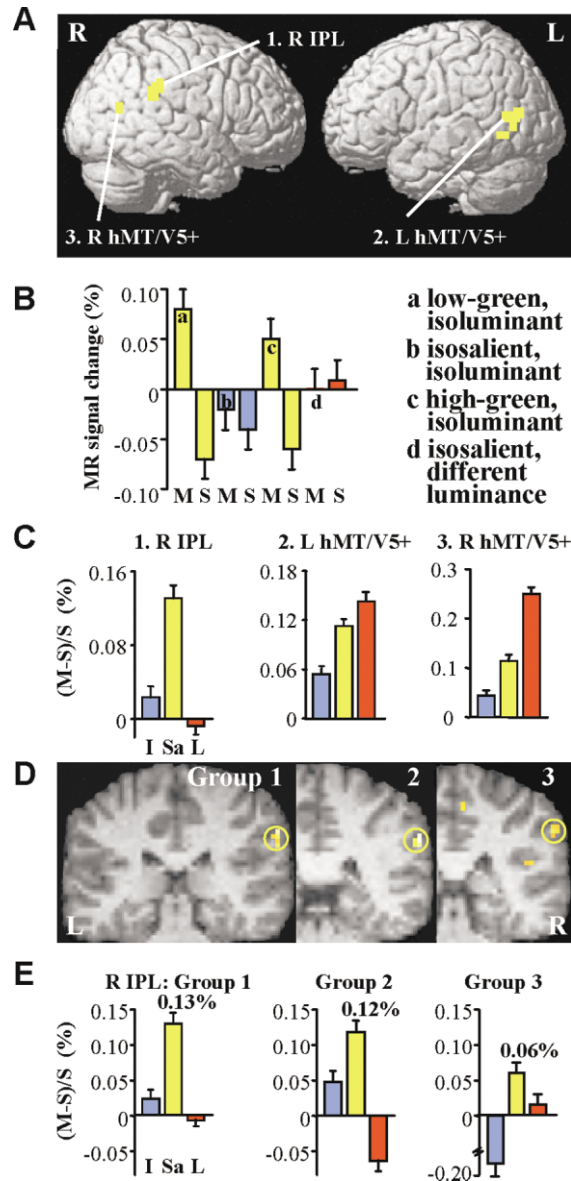 A
R
L
1. R IPL
3. R hMT/V5+
2. L hMT/V5+
B
MR signal change (%)
0.10
0.05
0
-0.05
-0.10
a
b
c
d
M S M S M S M S
a low-green,
isoluminant
b isosalient,
isoluminant
c high-green,
isoluminant
d isosalient,
different
luminance
C
1. R IPL
2. L hMT/V5+
3. R hMT/V5+
(M-S)/S (%)
0.16
0.08
0
I Sa L
0.18
0.12
0.06
0
0.3
0.2
0.1
0
D
Group 1
2
3
L
R
E
R IPL: Group 1
Group 2
Group 3
0.13%
0.12%
0.06%
(M-S)/S (%)
0.15
0.10
0.05
0
-0.05
I Sa L
0.15
0.10
0.05
0
-0.05
0.15
0.10
0.05
0
-0.20